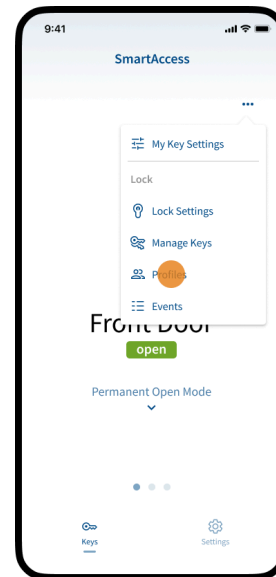 9:41
SmartAccess
My Key Settings
Lock
Lock Settings
Manage Keys
Profiles
Events
Front Door
open
Permanent Open Mode
Keys
Settings